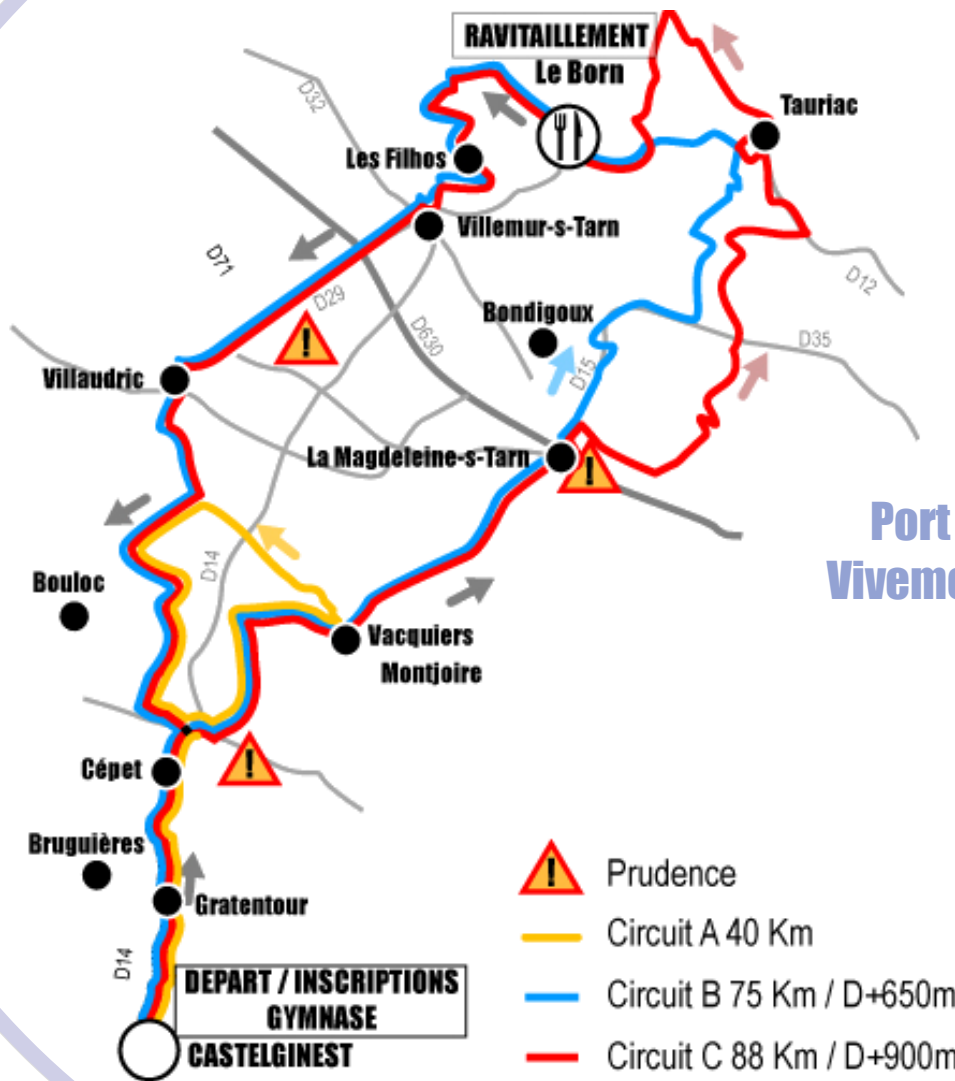 RAVITAILLEMENT
Le Born
D32
Tauriac
Les Filhos
Villemur-s-Tarn
D71
D29
D12
Bondigoux
D630
D35
Villaudric
D15
La Magdeleine-s-Tarn
!
!
Port
Viveme
D14
Bouloc
Vacquiers
Montjoire
Cépet
!
Bruguières
Gratentour
D14
DEPART / INSCRIPTIONS
GYMNASE
CASTELGINEST
! Prudence
Circuit A 40 Km
Circuit B 75 Km / D+650m
Circuit C 88 Km / D+900m